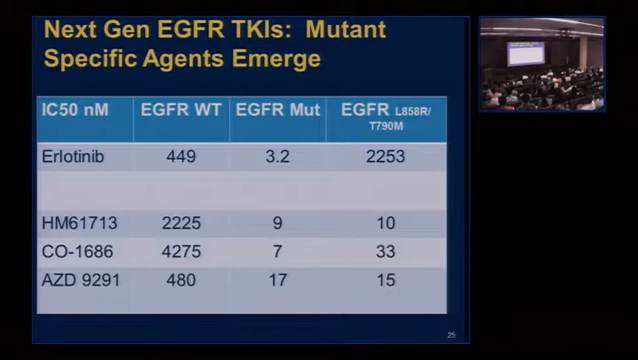 Next Gen EGFR TKIs: Mutant
Specific Agents Emerge
IC50 nM EGFR WT EGFR Mut EGFR L858R/
T790M
Erlotinib 449 3.2 2253
HM61713 2225 9 10
CO-1686 4275 7 33
AZD 9291 480 17 15
25